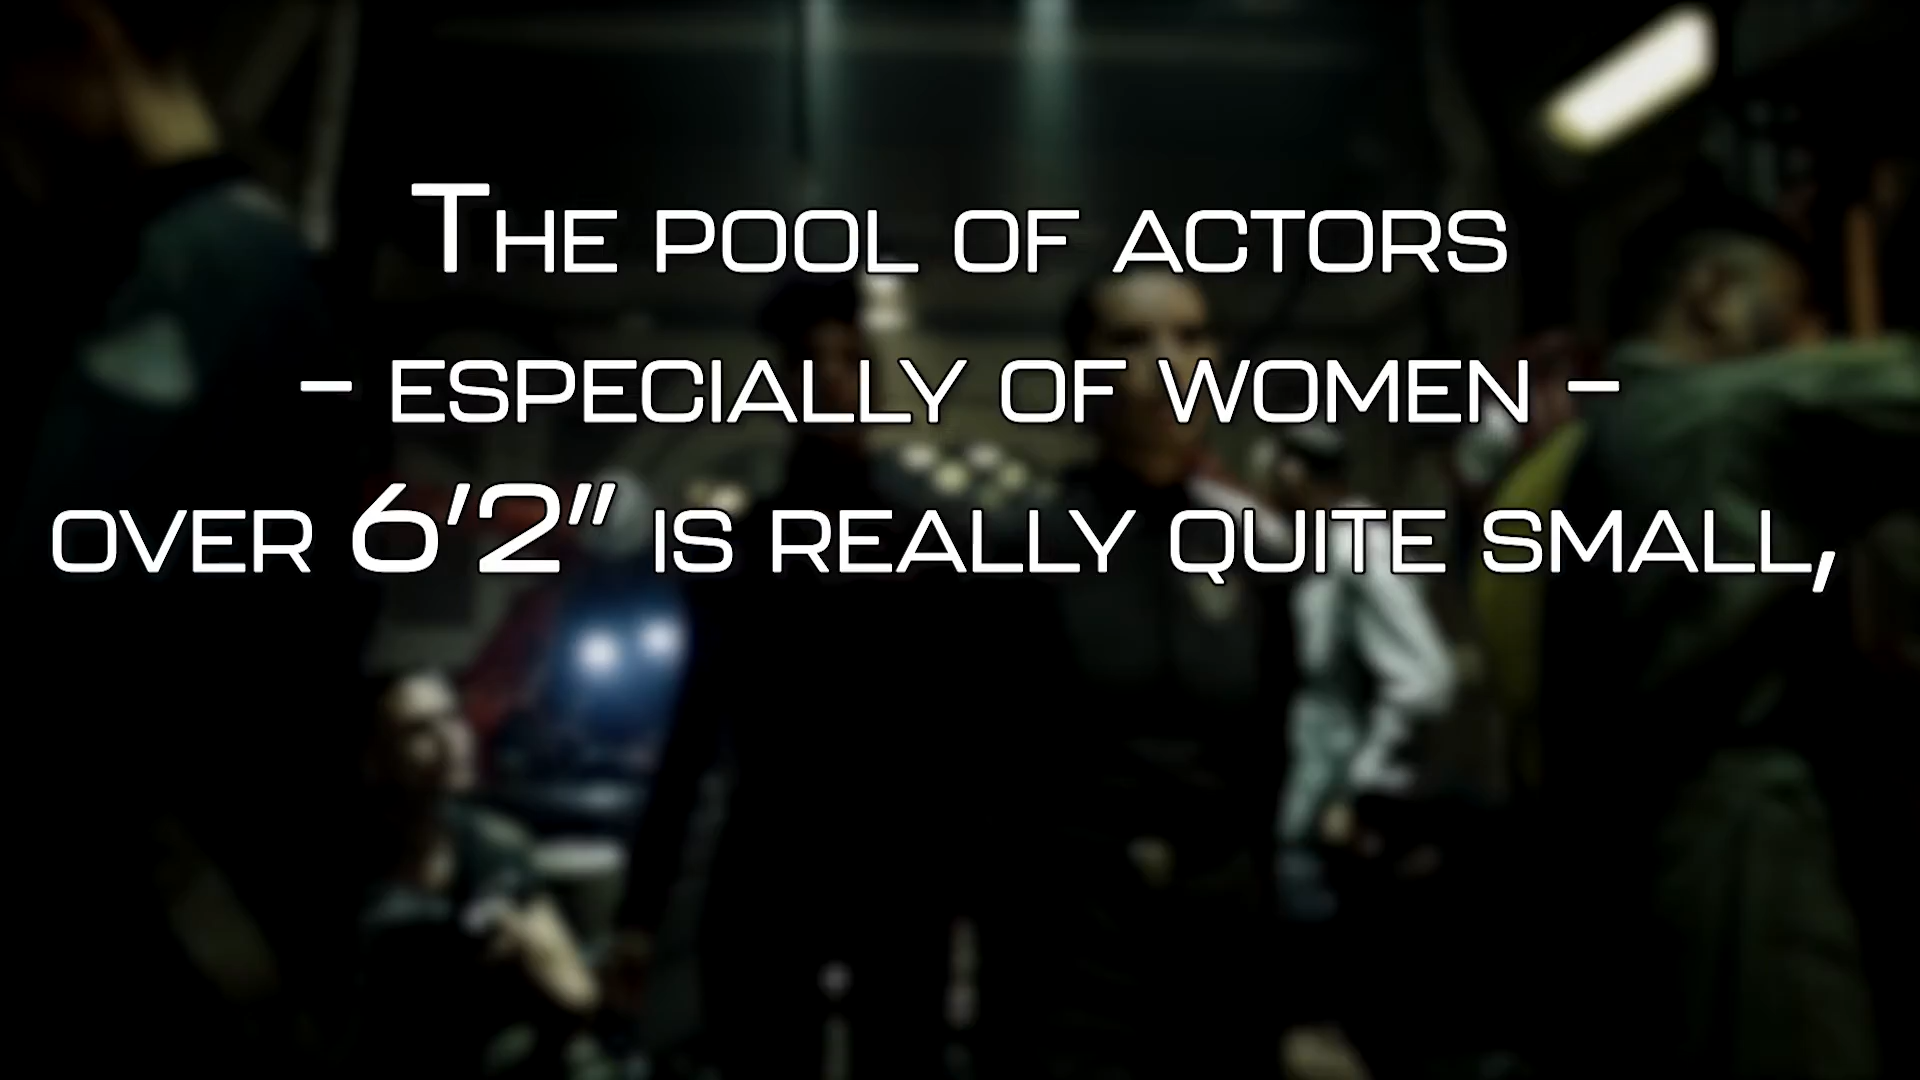 The pool of actors
- especially of women -
over 6'2" is really quite small,